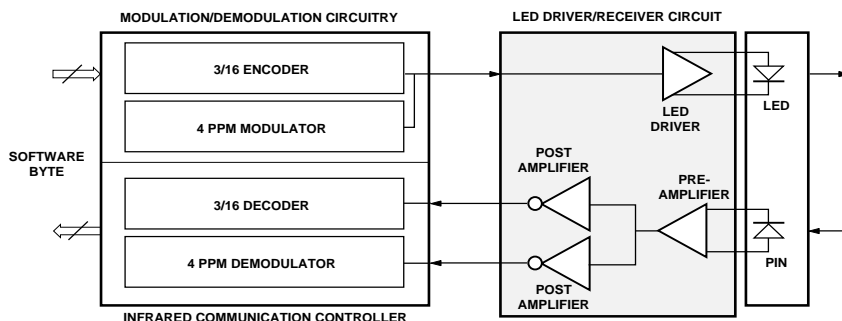 MODULATION/DEMODULATION CIRCUITRY
LED DRIVER/RECEIVER CIRCUIT
3/16 ENCODER
4 PPM MODULATOR
LED
DRIVER
LED
SOFTWARE
BYTE
POST
AMPLIFIER
PRE-
AMPLIFIER
3/16 DECODER
4 PPM DEMODULATOR
PIN
POST
AMPLIFIER
INFRARED COMMUNICATION CONTROLLER